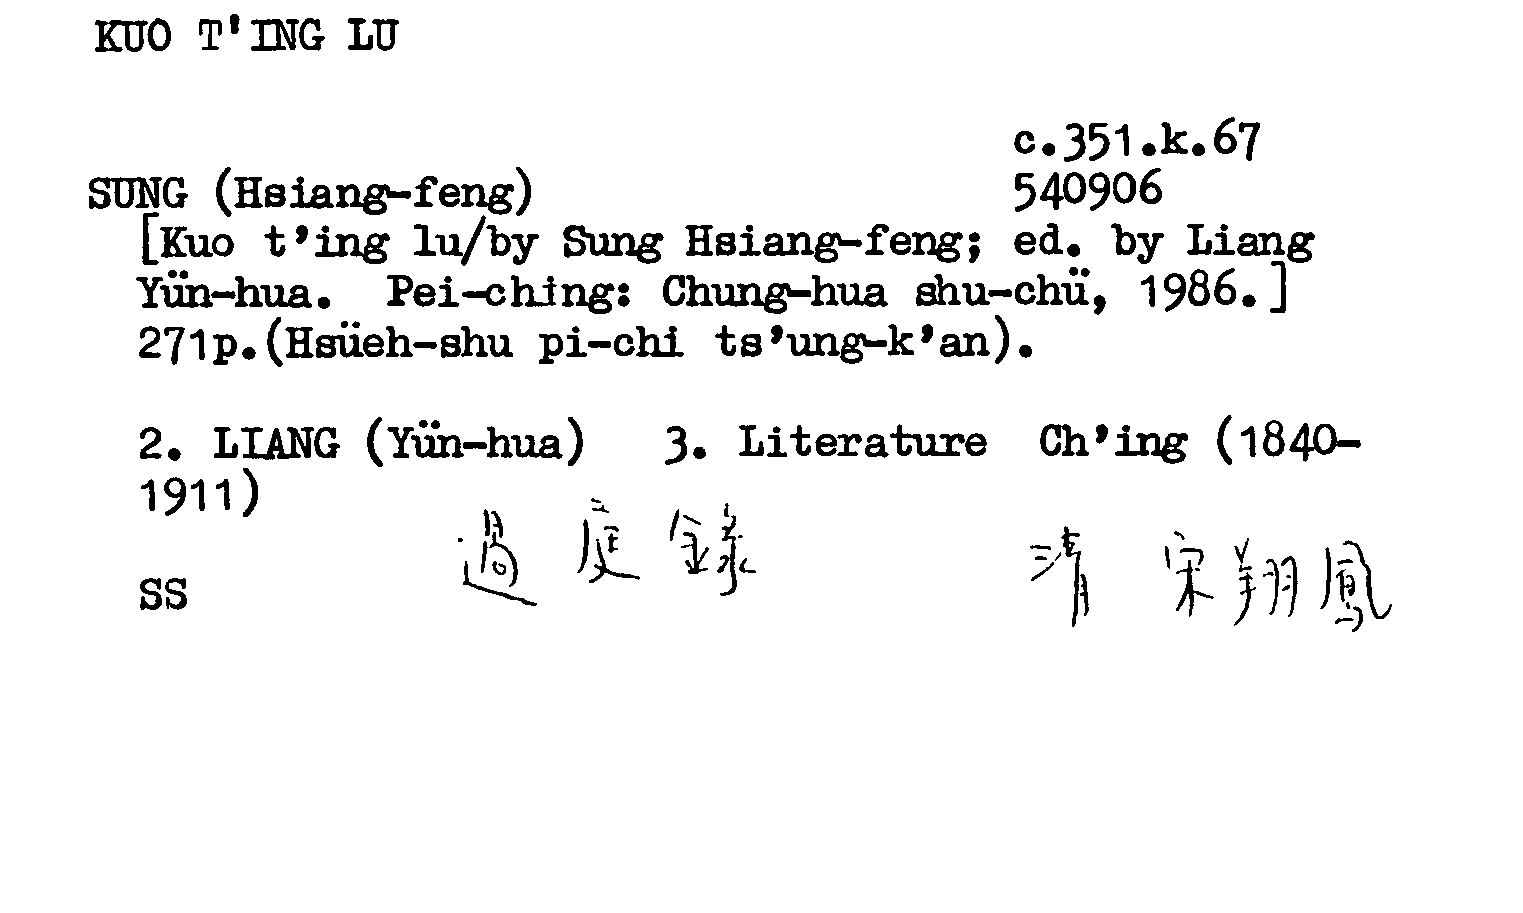 KUO T'ING LU
c.351.k.67
SUNG (Hsiang-feng) 540906
[Kuo t'ing lu/by Sung Hsiang-feng; ed. by Liang
Yün-hua. Pei-ching: Chung-hua shu-chü, 1986.]
271p.(Hsüeh-shu pi-chi ts'ung-k'an).
2. LIANG (Yün-hua) 3. Literature Ch'ing (1840-
1911)
過庭錄 清 宋翔鳳
SS